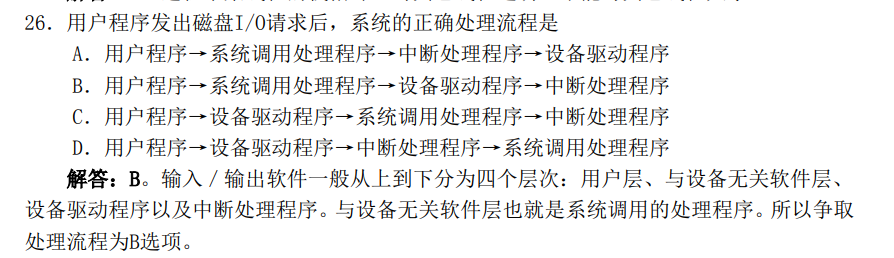 26．用户程序发出磁盘I/O请求后，系统的正确处理流程是
A．用户程序→系统调用处理程序→中断处理程序→设备驱动程序
B．用户程序→系统调用处理程序→设备驱动程序→中断处理程序
C．用户程序→设备驱动程序→系统调用处理程序→中断处理程序
D．用户程序→设备驱动程序→中断处理程序→系统调用处理程序
解答：B。输入／输出软件一般从上到下分为四个层次：用户层、与设备无关软件层、
设备驱动程序以及中断处理程序。与设备无关软件层也就是系统调用的处理程序。所以争取
处理流程为B选项。